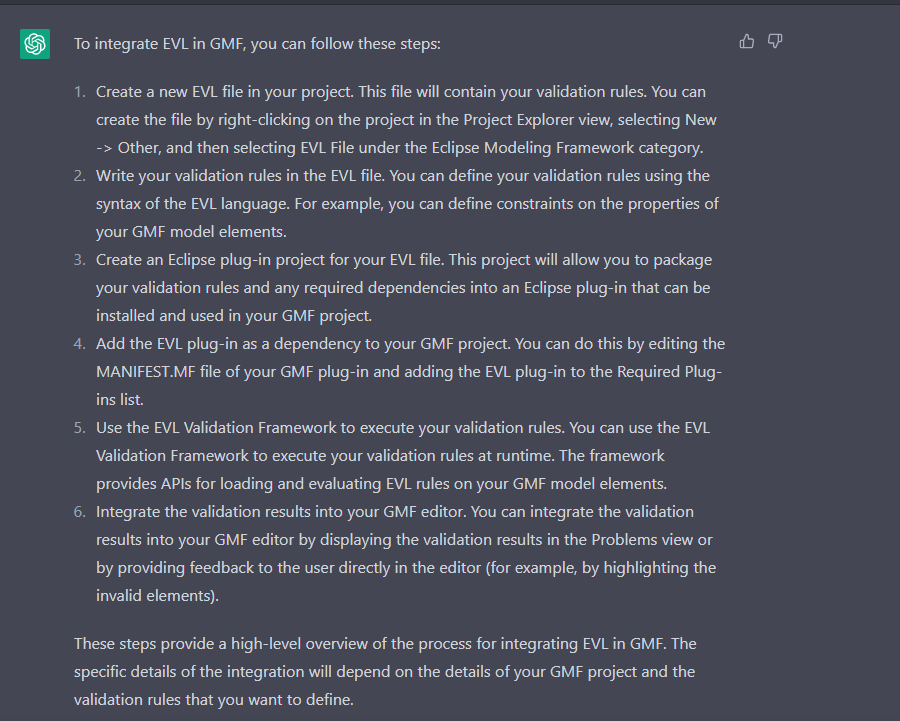 To integrate EVL in GMF, you can follow these steps:
1. Create a new EVL file in your project. This file will contain your validation rules. You can
create the file by right-clicking on the project in the Project Explorer view, selecting New
-> Other, and then selecting EVL File under the Eclipse Modeling Framework category.
2. Write your validation rules in the EVL file. You can define your validation rules using the
syntax of the EVL language. For example, you can define constraints on the properties of
your GMF model elements.
3. Create an Eclipse plug-in project for your EVL file. This project will allow you to package
your validation rules and any required dependencies into an Eclipse plug-in that can be
installed and used in your GMF project.
4. Add the EVL plug-in as a dependency to your GMF project. You can do this by editing the
MANIFEST.MF file of your GMF plug-in and adding the EVL plug-in to the Required Plug-
ins list.
5. Use the EVL Validation Framework to execute your validation rules. You can use the EVL
Validation Framework to execute your validation rules at runtime. The framework
provides APIs for loading and evaluating EVL rules on your GMF model elements.
6. Integrate the validation results into your GMF editor. You can integrate the validation
results into your GMF editor by displaying the validation results in the Problems view or
by providing feedback to the user directly in the editor (for example, by highlighting the
invalid elements).
These steps provide a high-level overview of the process for integrating EVL in GMF. The
specific details of the integration will depend on the details of your GMF project and the
validation rules that you want to define.